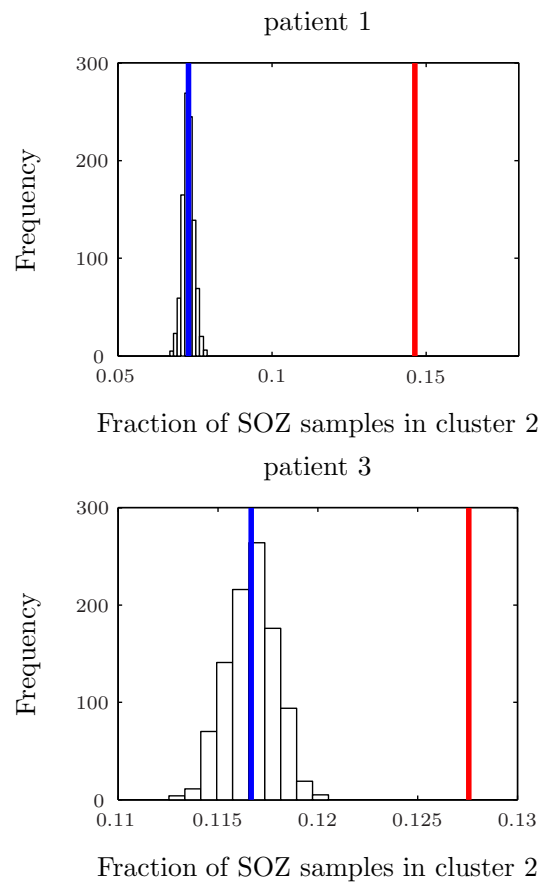 patient 1
300
200
100
0
Frequency
0.05 0.1 0.15
Fraction of SOZ samples in cluster 2
patient 3
300
200
100
0
Frequency
0.11 0.115 0.12 0.125 0.13
Fraction of SOZ samples in cluster 2